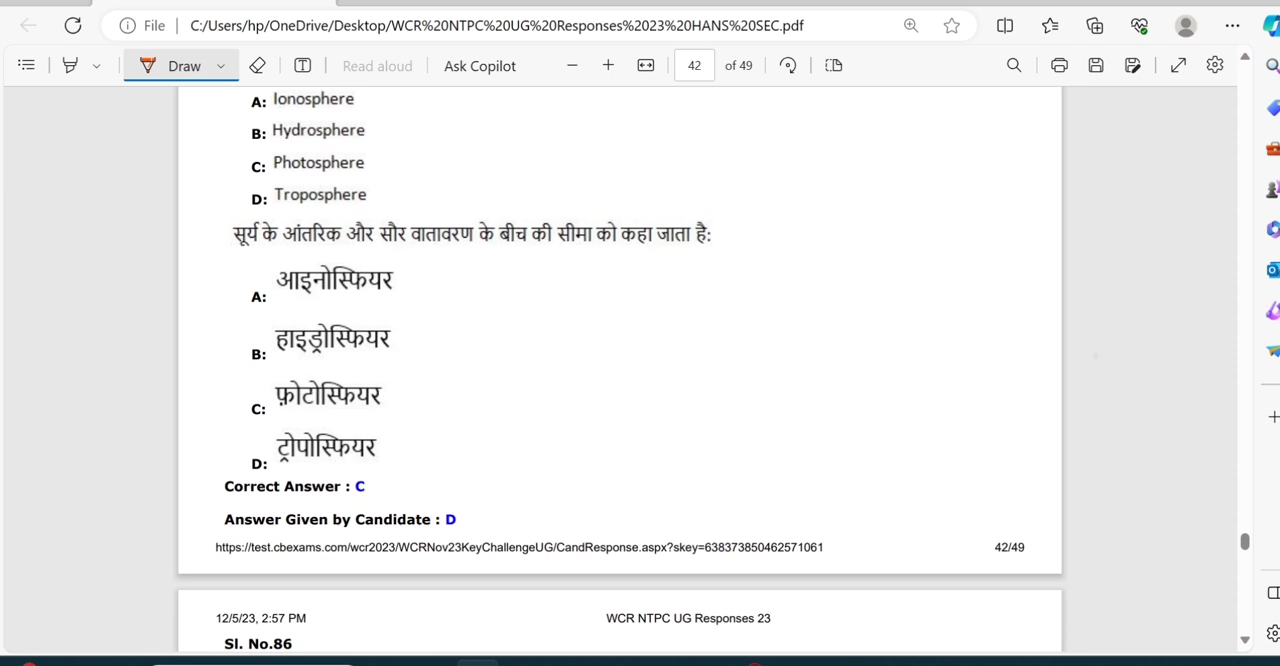 File C:/Users/hp/OneDrive/Desktop/WCR%20NTPC%20UG%20Responses%2023%20HANS%20SEC.pdf
Draw Read aloud Ask Copilot 42 of 49
A: Ionosphere
B: Hydrosphere
C: Photosphere
D: Troposphere
सूर्य के आंतरिक और सौर वातावरण के बीच की सीमा को कहा जाता है:
A: आइनोस्फियर
B: हाइड्रोस्फियर
C: फ़ोटोस्फियर
D: ट्रोपोस्फियर
Correct Answer : C
Answer Given by Candidate : D
https://test.cbexams.com/wcr2023/WCRNov23KeyChallengeUG/CandResponse.aspx?skey=638373850462571061 42/49
12/5/23, 2:57 PM WCR NTPC UG Responses 23
Sl. No.86